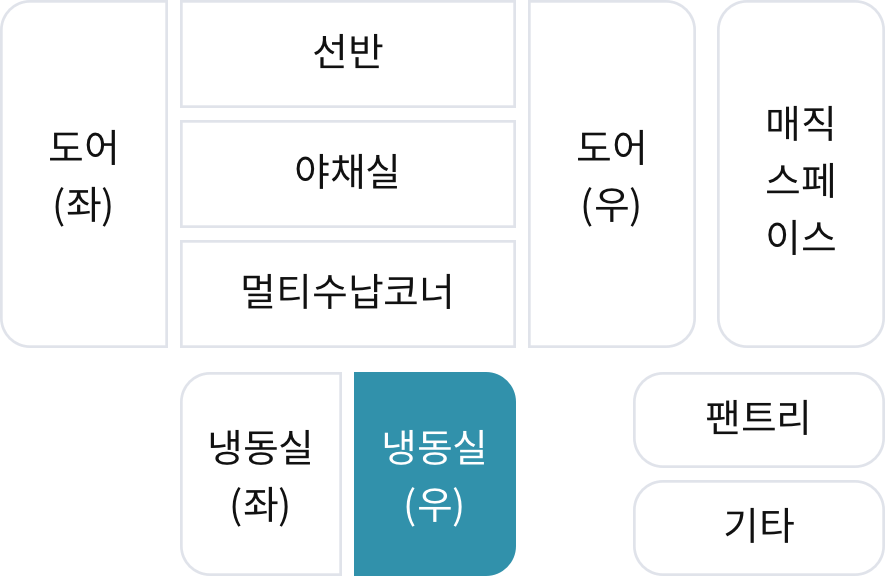 도어
(좌)
선반
야채실
멀티수납코너
도어
(우)
매직
스페
이스
냉동실
(좌)
냉동실
(우)
팬트리
기타